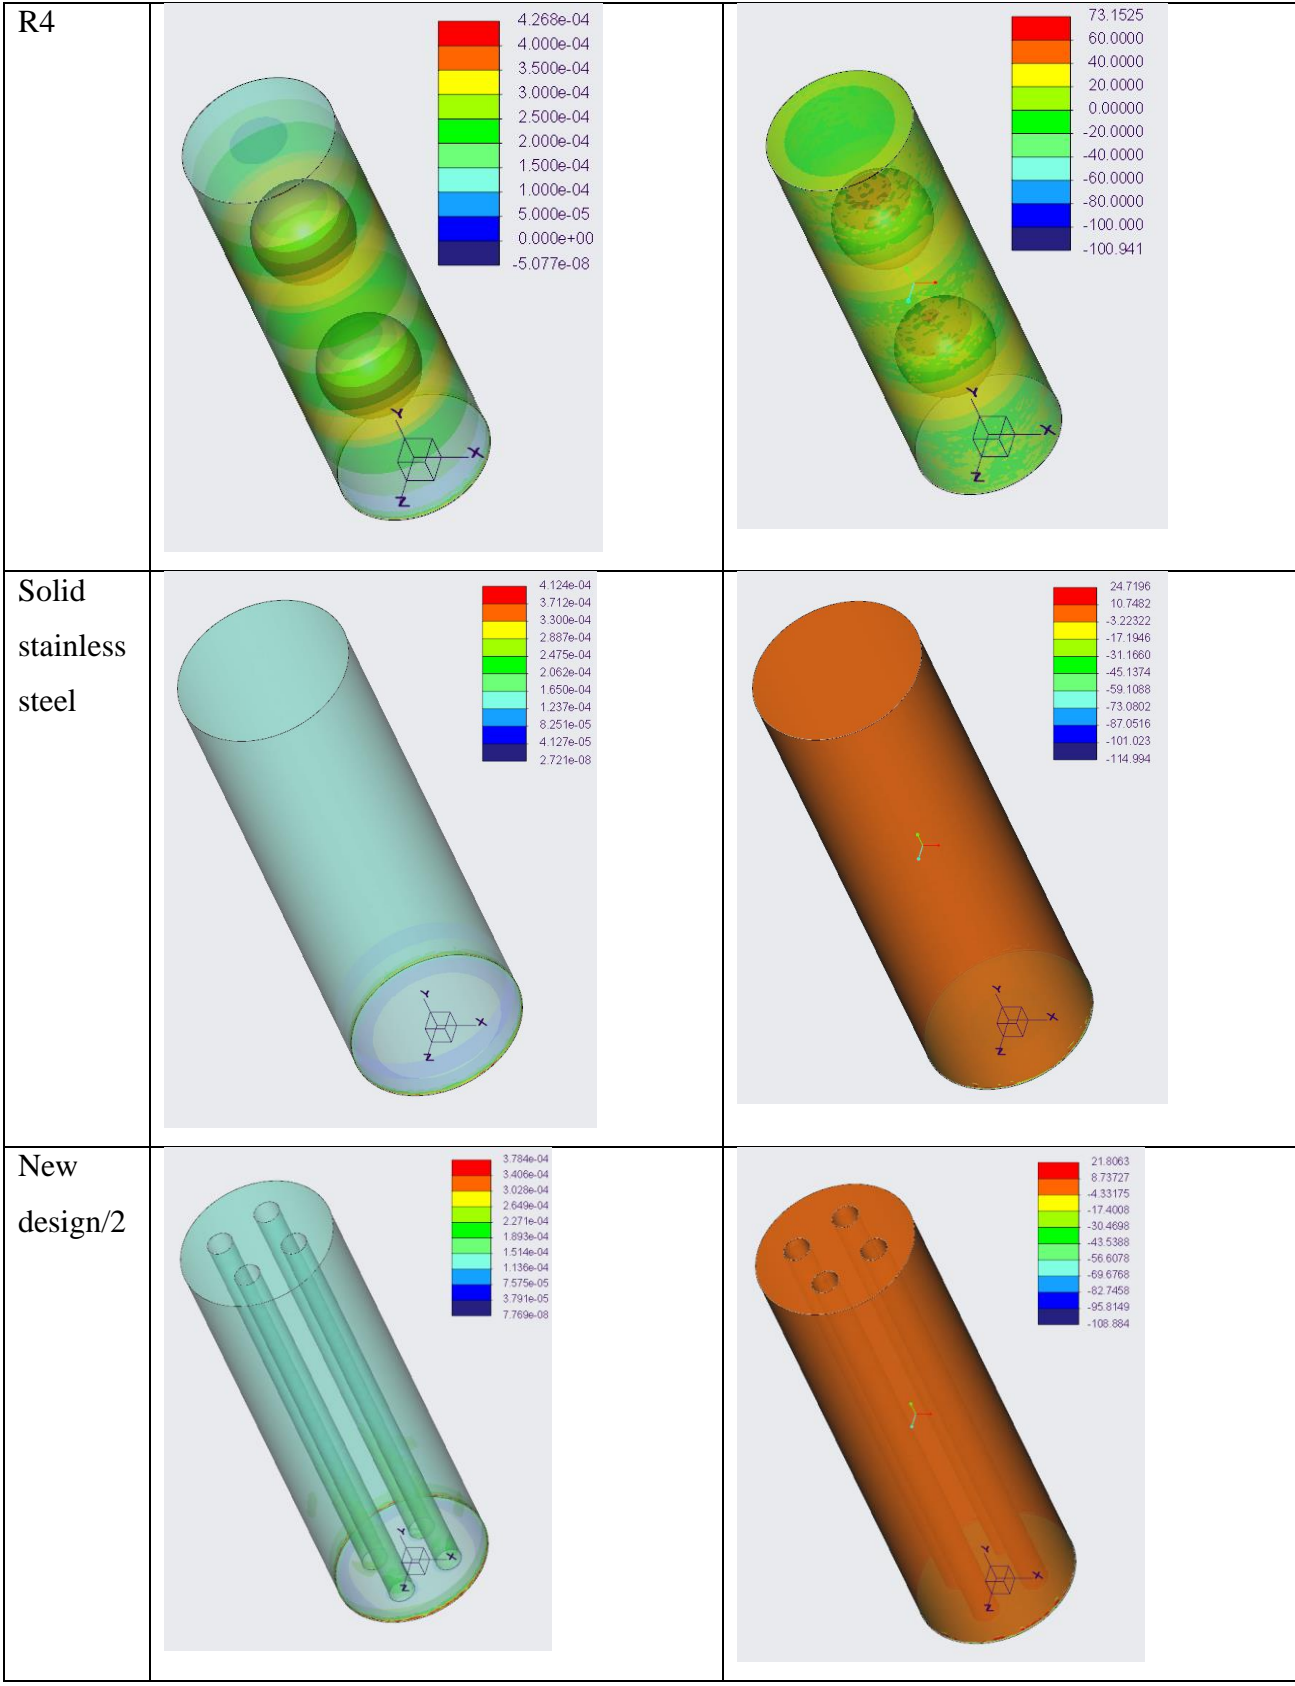 R4
4.268e-04
4.000e-04
3.500e-04
3.000e-04
2.500e-04
2.000e-04
1.500e-04
1.000e-04
5.000e-05
0.000e+00
-5.077e-08
Y
X
Z
73.1525
60.0000
40.0000
20.0000
0.00000
-20.0000
-40.0000
-60.0000
-80.0000
-100.000
-100.941
Y
X
Z
Solid
stainless
steel
4.124e-04
3.712e-04
3.300e-04
2.887e-04
2.475e-04
2.062e-04
1.650e-04
1.237e-04
8.251e-05
4.127e-05
2.721e-08
Y
X
Z
24.7196
10.7482
-3.22322
-17.1946
-31.1660
-45.1374
-59.1088
-73.0802
-87.0516
-101.023
-114.994
Y
X
Z
New
design/2
3.784e-04
3.406e-04
3.028e-04
2.649e-04
2.271e-04
1.893e-04
1.514e-04
1.136e-04
7.575e-05
3.791e-05
7.769e-08
Y
X
Z
21.8063
8.73727
-4.33175
-17.4008
-30.4698
-43.5388
-56.6078
-69.6768
-82.7458
-95.8149
-108.884
Y
X
Z